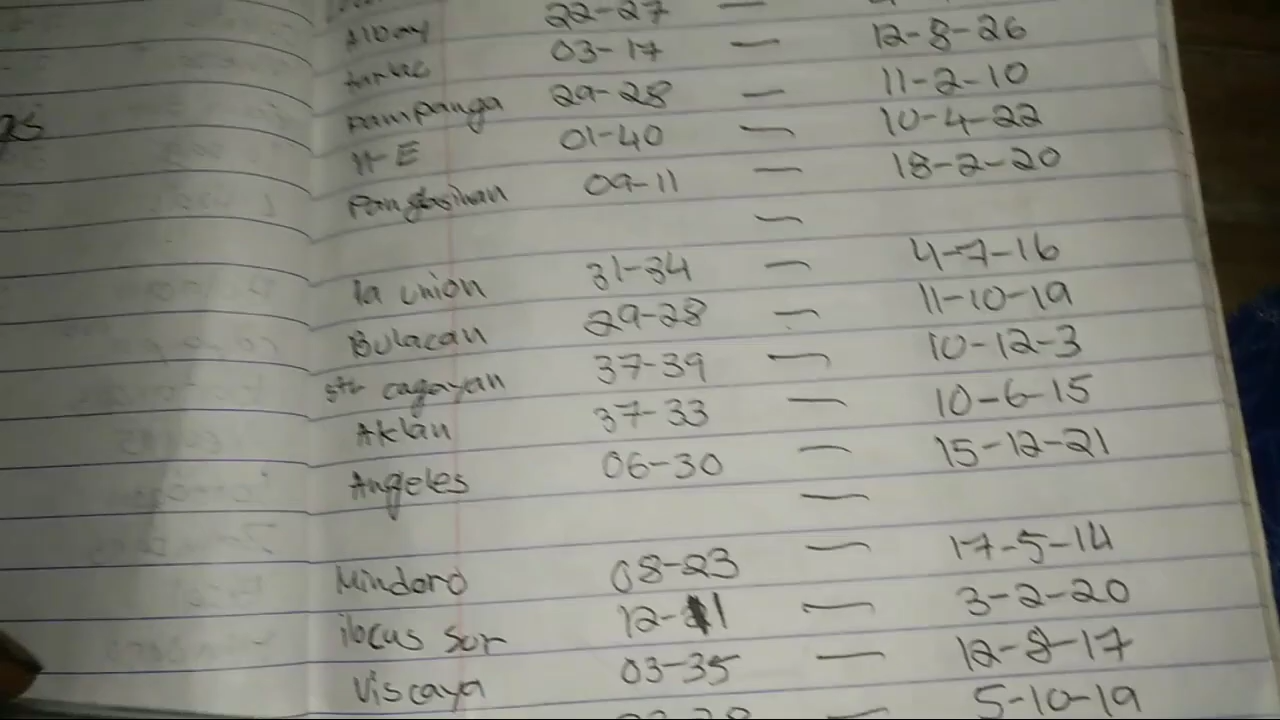 Albay 22-27 —
tarlac 03-17 — 12-8-26
pampanga 29-28 — 11-2-10
N-E 01-40 — 10-4-22
Pangasinan 09-11 — 18-2-20
—
la union 31-34 — 4-7-16
Bulacan 29-28 — 11-10-19
cagayan 37-39 — 10-12-3
Aklan 37-33 — 10-6-15
Angeles 06-30 — 15-12-21
—
Mindoro 08-23 — 17-5-14
ilocus sur 12-11 — 3-2-20
Viscaya 03-35 — 12-8-17
— 5-10-19